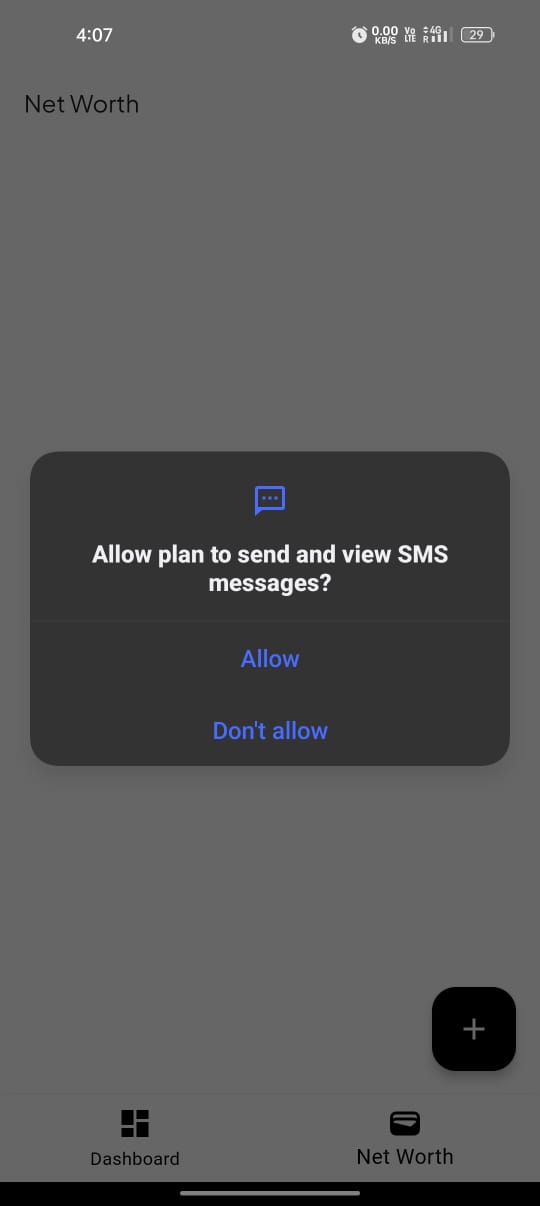 4:07
0.00 KB/S Vo LTE 4G R 29
Net Worth
Allow plan to send and view SMS
messages?
Allow
Don't allow
Dashboard
Net Worth